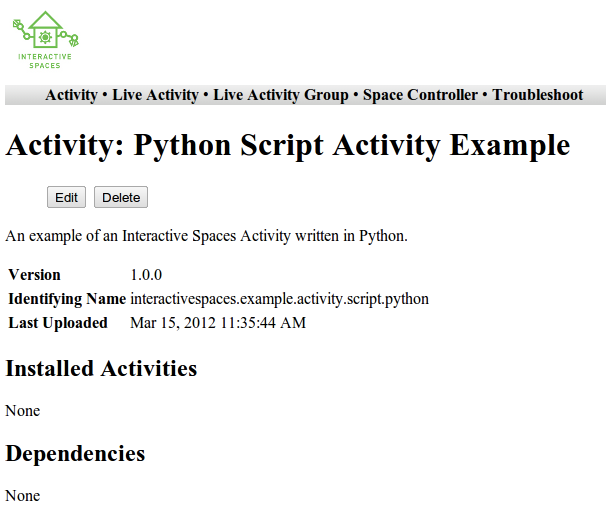 INTERACTIVE
SPACES
Activity • Live Activity • Live Activity Group • Space Controller • Troubleshoot
Activity: Python Script Activity Example
Edit Delete
An example of an Interactive Spaces Activity written in Python.
Version 1.0.0
Identifying Name interactivespaces.example.activity.script.python
Last Uploaded Mar 15, 2012 11:35:44 AM
Installed Activities
None
Dependencies
None